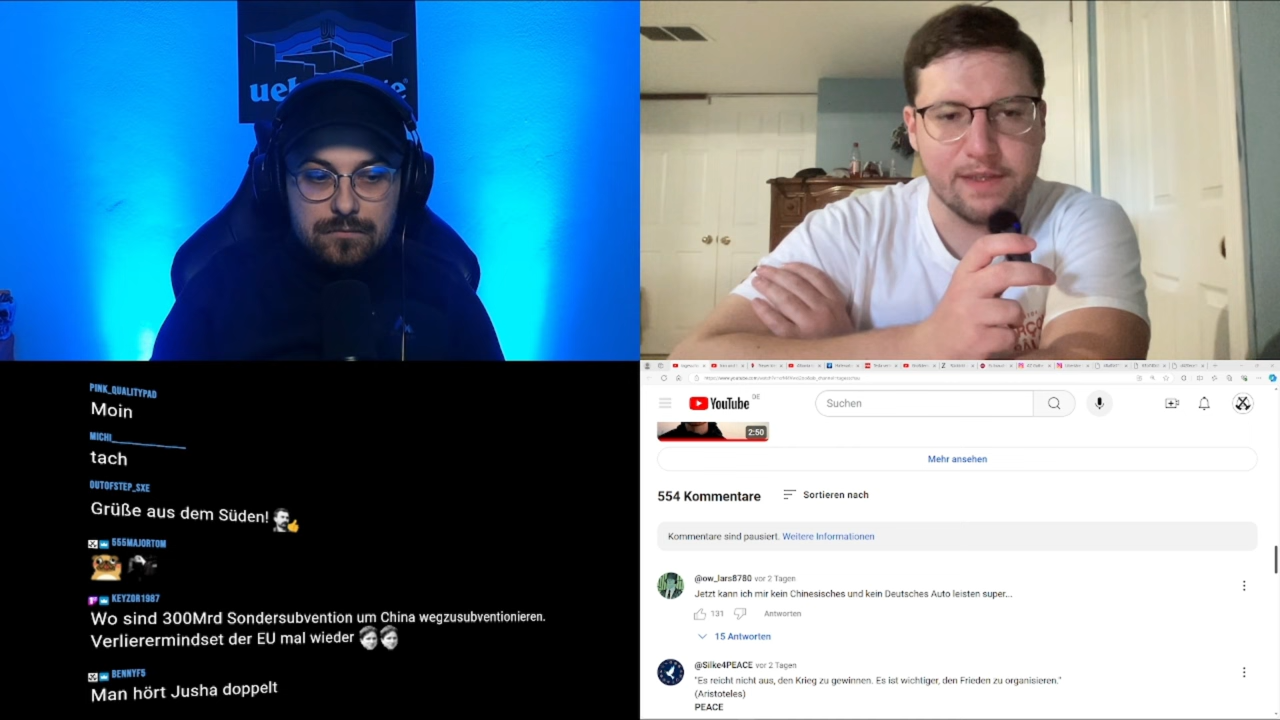 PINK_QUALITYPAD
Moin
MICHI_______________
tach
OUTOFSTEP_SXE
Grüße aus dem Süden!
555MAJORTOM
KEYZOR1987
Wo sind 300Mrd Sondersubvention um China wegzusubventionieren.
Verlierermindset der EU mal wieder
BENNYF5
Man hört Jusha doppelt
YouTube DE
Suchen
2:50
Mehr ansehen
554 Kommentare
Sortieren nach
Kommentare sind pausiert. Weitere Informationen
@ow_lars8780 vor 2 Tagen
Jetzt kann ich mir kein Chinesisches und kein Deutsches Auto leisten super...
131
Antworten
15 Antworten
@Silke4PEACE vor 2 Tagen
"Es reicht nicht aus, den Krieg zu gewinnen. Es ist wichtiger, den Frieden zu organisieren."
(Aristoteles)
PEACE